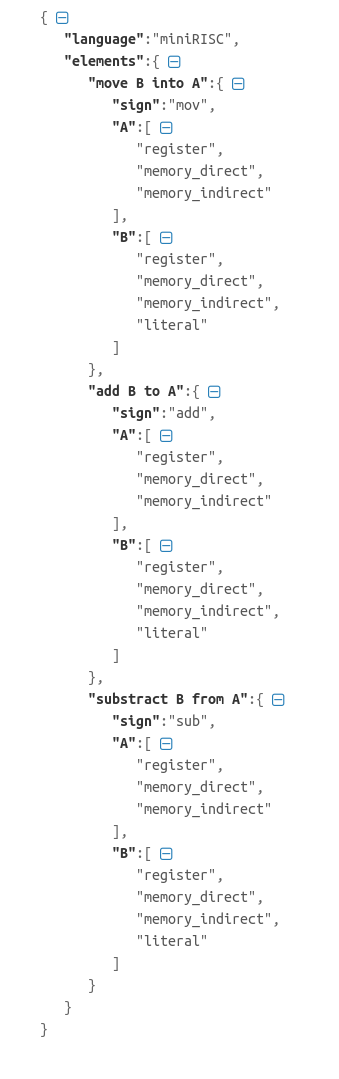 {
"language":"miniRISC",
"elements":{
"move B into A":{
"sign":"mov",
"A":[
"register",
"memory_direct",
"memory_indirect"
],
"B":[
"register",
"memory_direct",
"memory_indirect",
"literal"
]
},
"add B to A":{
"sign":"add",
"A":[
"register",
"memory_direct",
"memory_indirect"
],
"B":[
"register",
"memory_direct",
"memory_indirect",
"literal"
]
},
"substract B from A":{
"sign":"sub",
"A":[
"register",
"memory_direct",
"memory_indirect"
],
"B":[
"register",
"memory_direct",
"memory_indirect",
"literal"
]
}
}
}